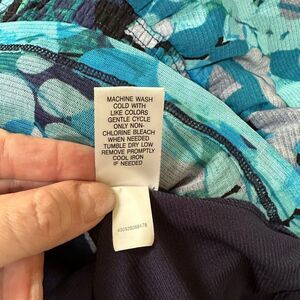 MACHINE WASH
COLD WITH
LIKE COLORS
GENTLE CYCLE
ONLY NON-
CHLORINE BLEACH
WHEN NEEDED
TUMBLE DRY LOW
REMOVE PROMPTLY
COOL IRON
IF NEEDED